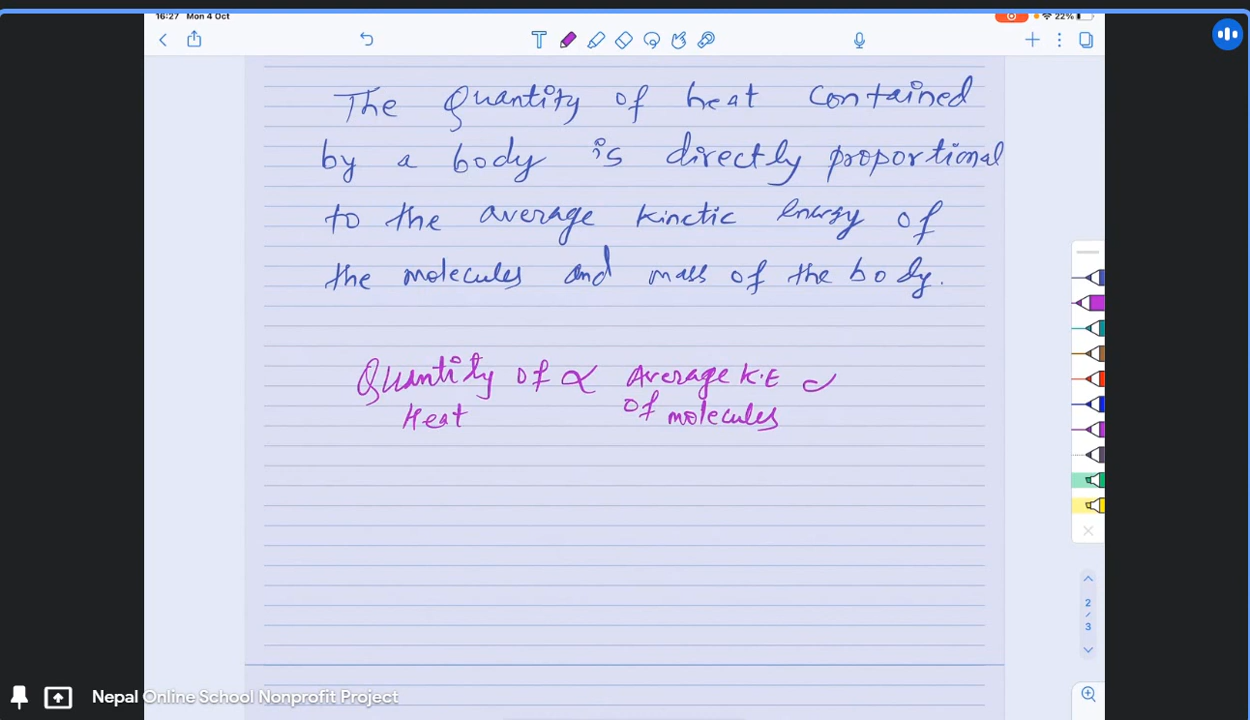 16:27 Mon 4 Oct
22%
The Quantity of heat contained
by a body is directly proportional
to the average kinetic energy of
the molecules and mass of the body.
Quantity of ∝ Average K.E
Heat of molecules
2
3
Nepal Online School Nonprofit Project